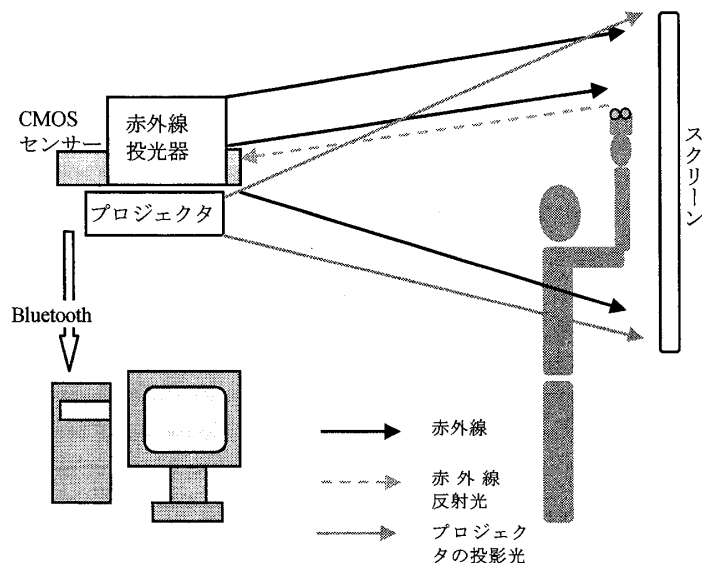 CMOS
センサー
赤外線
投光器
プロジェクタ
スクリーン
Bluetooth
赤外線
赤 外 線
反射光
プロジェク
タの投影光